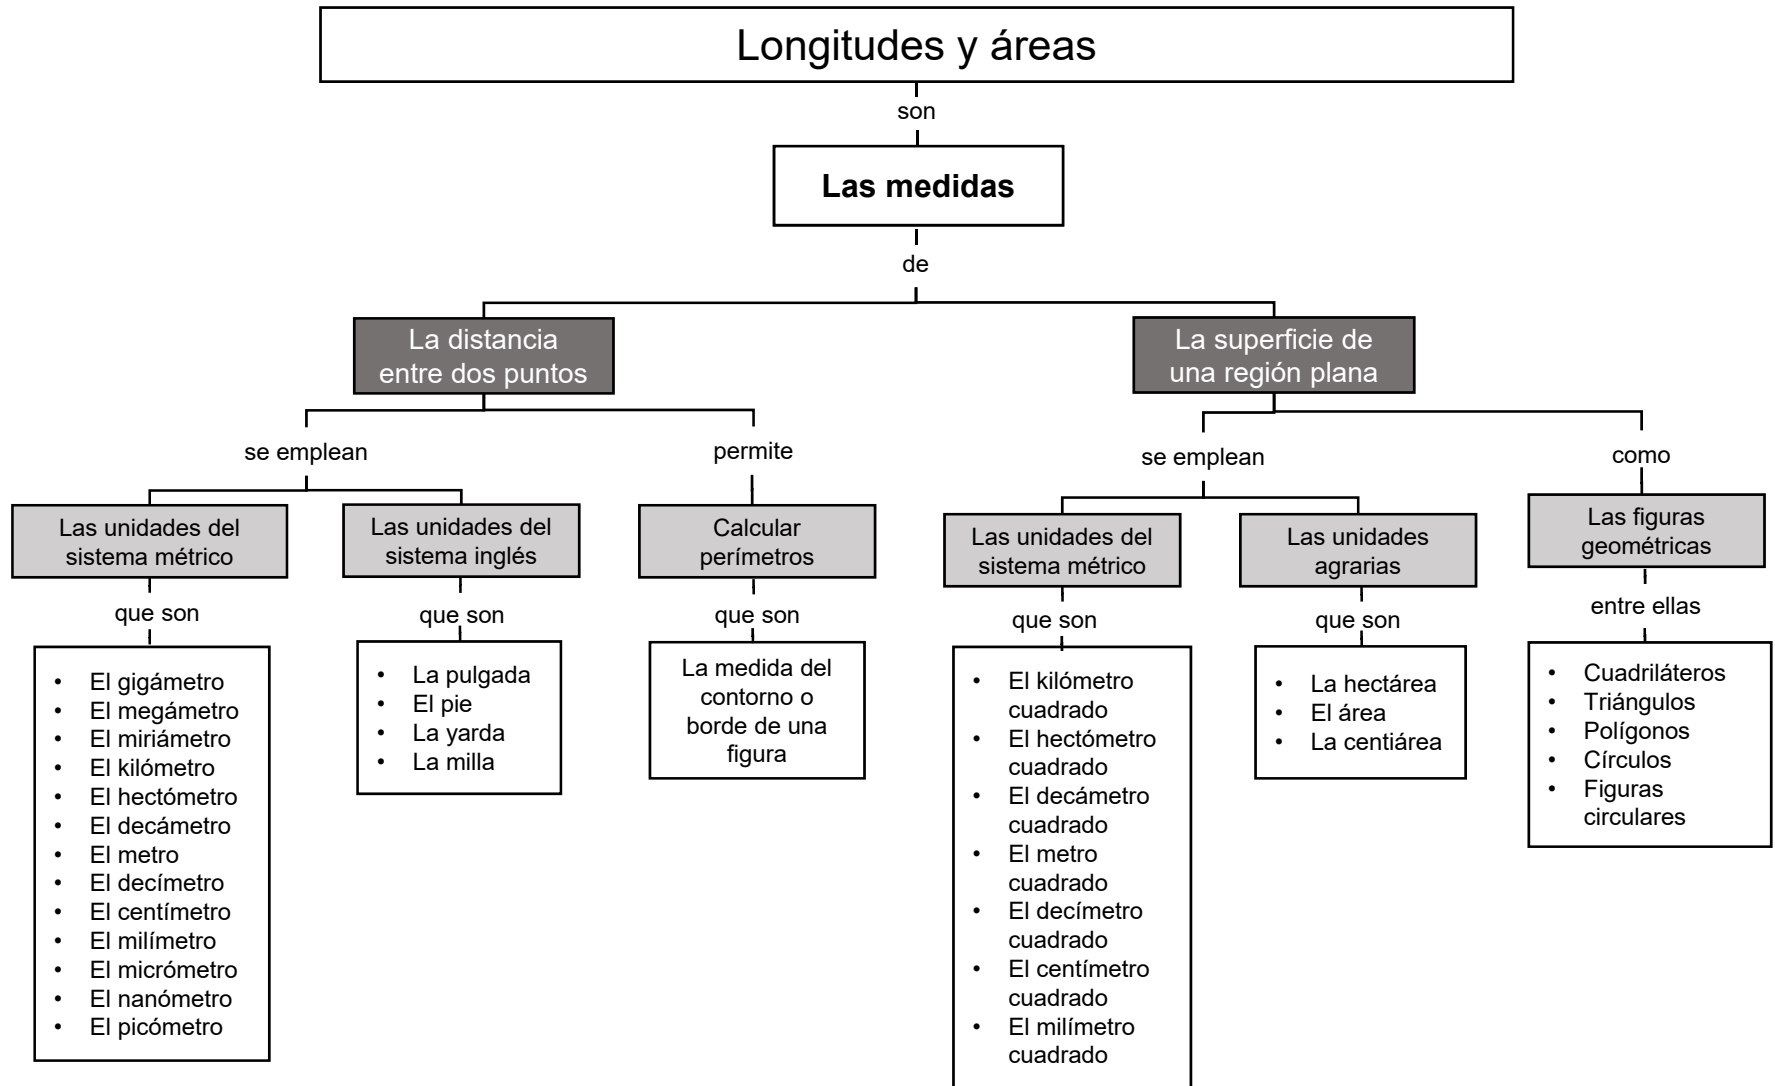 Longitudes y áreas
son
Las medidas
de
La distancia
entre dos puntos
La superficie de
una región plana
se emplean
permite
se emplean
como
Las unidades del
sistema métrico
Las unidades del
sistema inglés
Calcular
perímetros
Las unidades del
sistema métrico
Las unidades
agrarias
Las figuras
geométricas
que son
que son
que son
que son
que son
entre ellas
• El gigámetro
• El megámetro
• El miriámetro
• El kilómetro
• El hectómetro
• El decámetro
• El metro
• El decímetro
• El centímetro
• El milímetro
• El micrómetro
• El nanómetro
• El picómetro
• La pulgada
• El pie
• La yarda
• La milla
La medida del
contorno o
borde de una
figura
• El kilómetro
cuadrado
• El hectómetro
cuadrado
• El decámetro
cuadrado
• El metro
cuadrado
• El decímetro
cuadrado
• El centímetro
cuadrado
• El milímetro
cuadrado
• La hectárea
• El área
• La centiárea
• Cuadriláteros
• Triángulos
• Polígonos
• Círculos
• Figuras
circulares